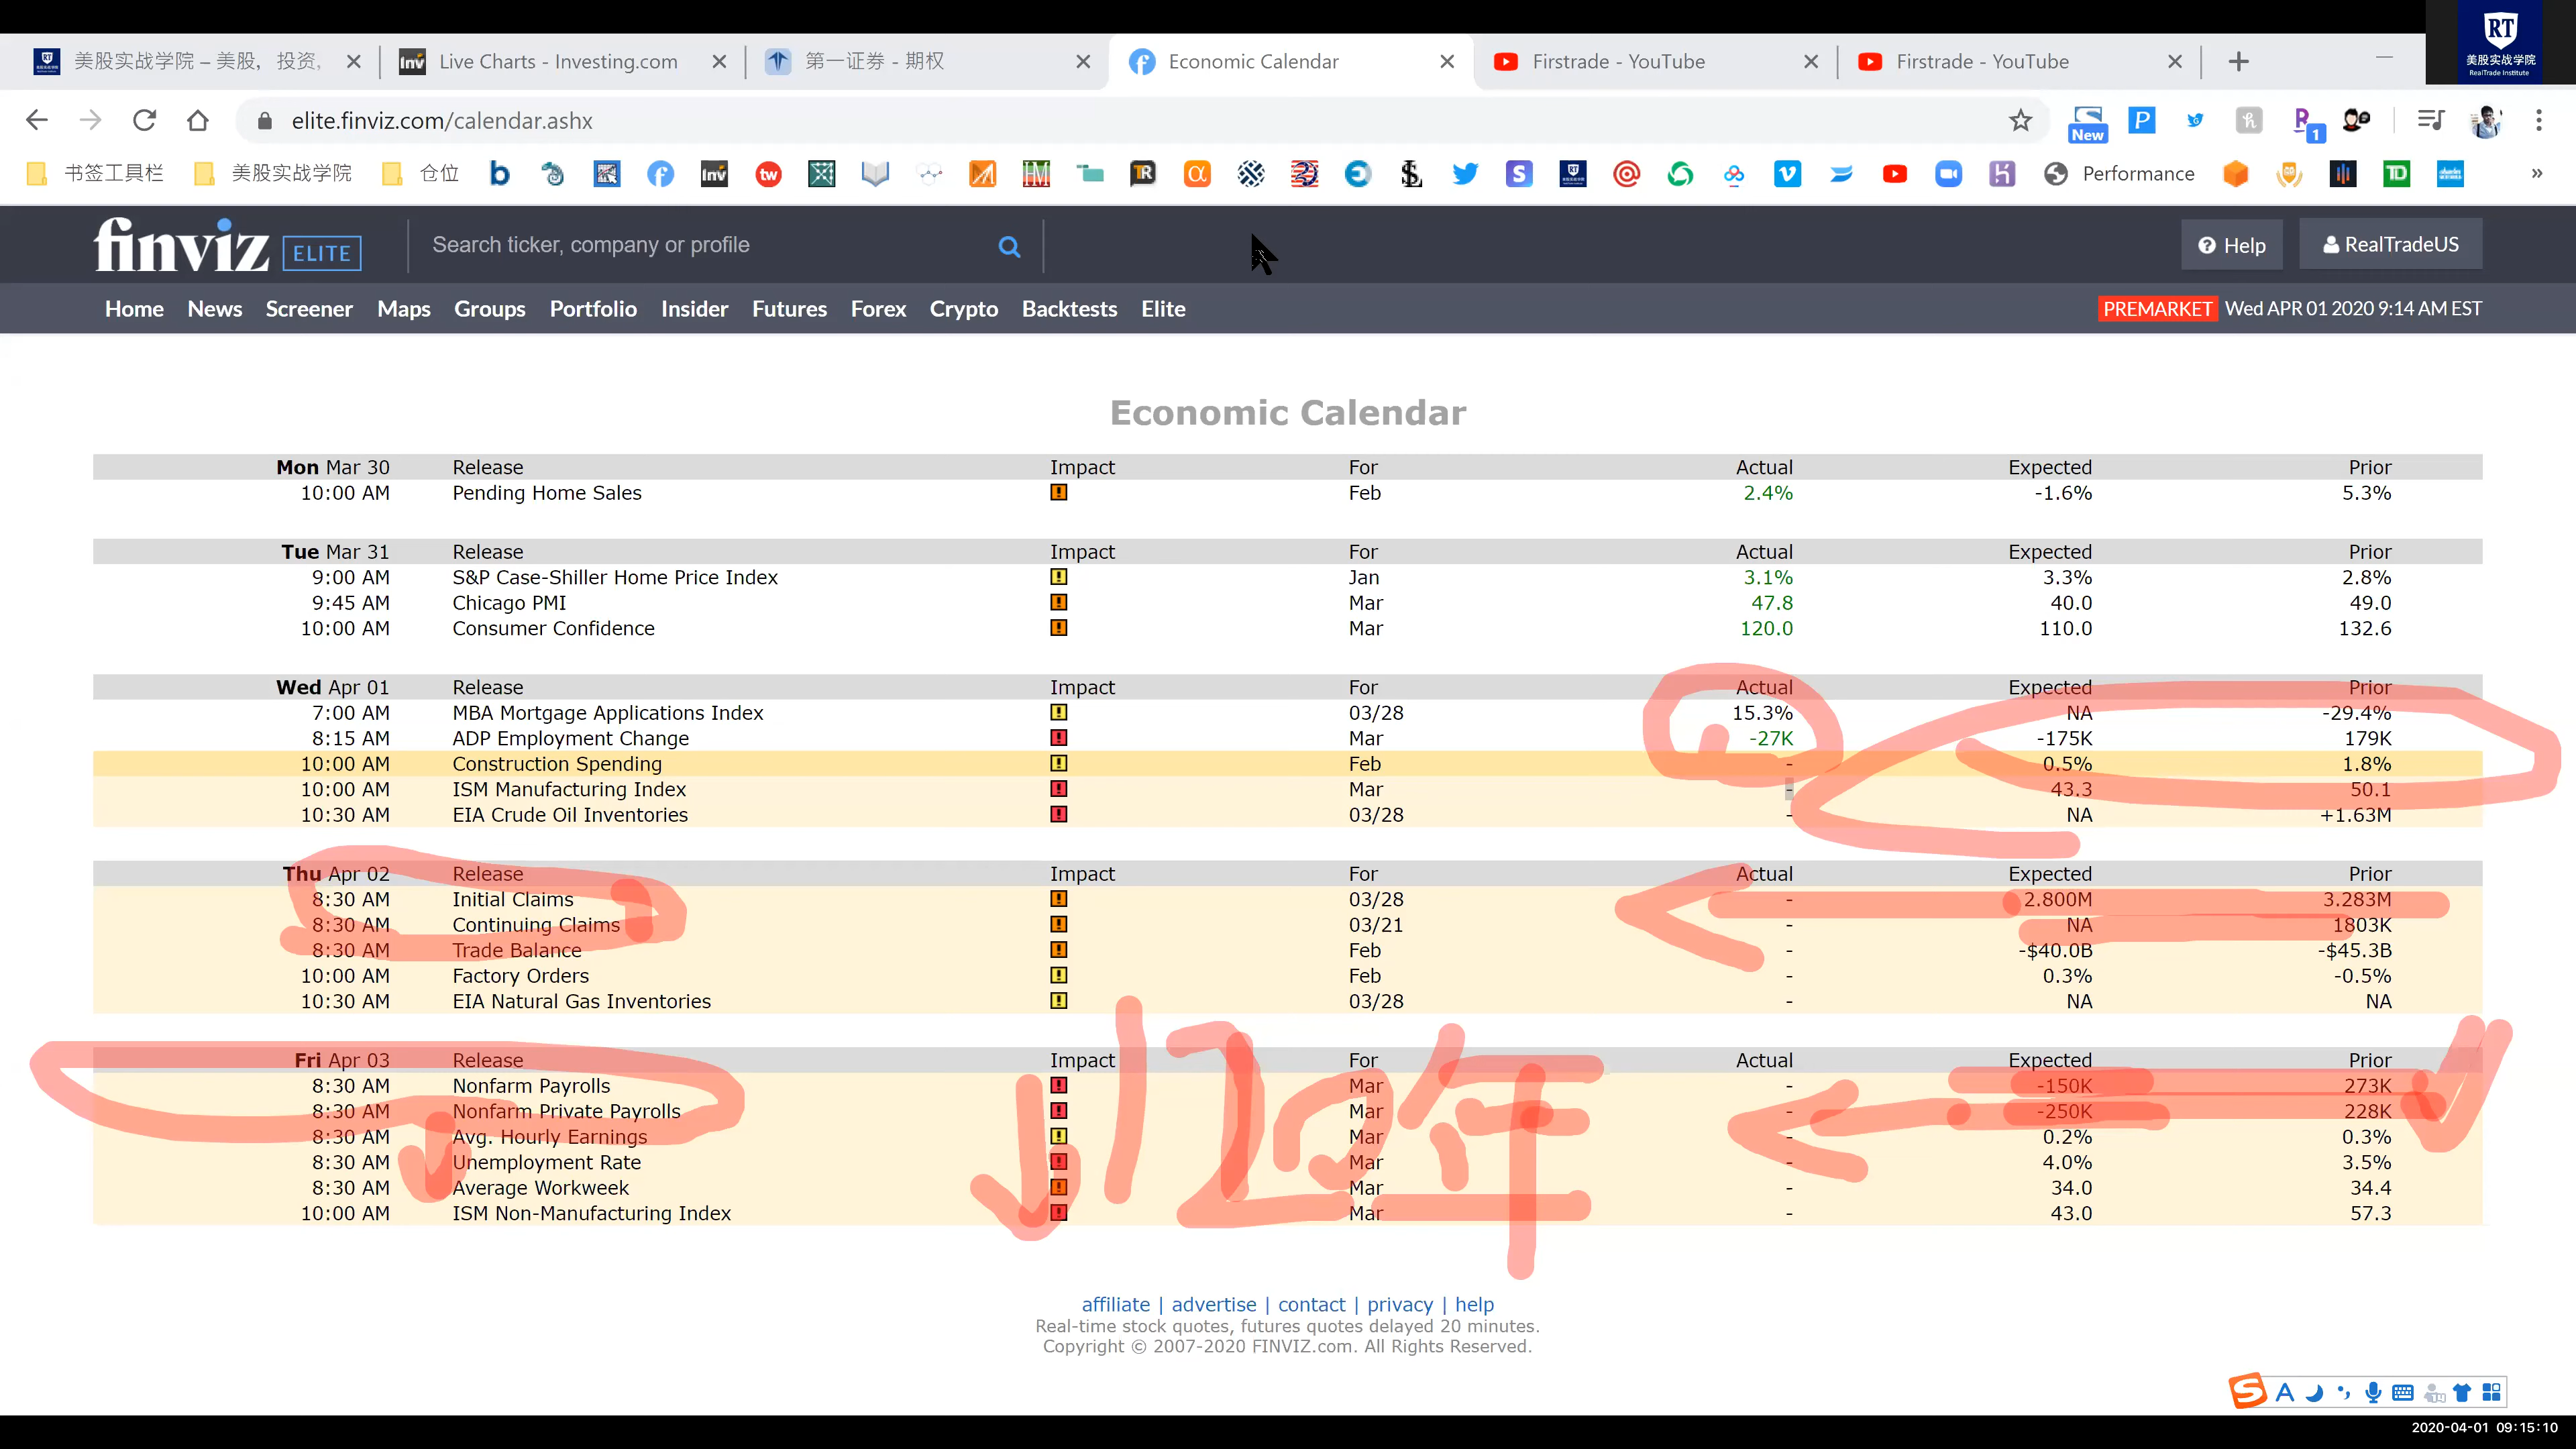 RT
美股实战学院
RealTrade Institute
美股实战学院 – 美股, 投资,
Live Charts - Investing.com
第一证券 - 期权
Economic Calendar
Firstrade - YouTube
Firstrade - YouTube
elite.finviz.com/calendar.ashx
New
1
书签工具栏
美股实战学院
仓位
Performance
finviz ELITE
Search ticker, company or profile
Help
RealTradeUS
Home News Screener Maps Groups Portfolio Insider Futures Forex Crypto Backtests Elite
PREMARKET Wed APR 01 2020 9:14 AM EST
Economic Calendar
Mon Mar 30 Release Impact For Actual Expected Prior
10:00 AM Pending Home Sales Feb 2.4% -1.6% 5.3%
Tue Mar 31 Release Impact For Actual Expected Prior
9:00 AM S&P Case-Shiller Home Price Index Jan 3.1% 3.3% 2.8%
9:45 AM Chicago PMI Mar 47.8 40.0 49.0
10:00 AM Consumer Confidence Mar 120.0 110.0 132.6
Wed Apr 01 Release Impact For Actual Expected Prior
7:00 AM MBA Mortgage Applications Index 03/28 15.3% NA -29.4%
8:15 AM ADP Employment Change Mar -27K -175K 179K
10:00 AM Construction Spending Feb - 0.5% 1.8%
10:00 AM ISM Manufacturing Index Mar - 43.3 50.1
10:30 AM EIA Crude Oil Inventories 03/28 - NA +1.63M
Thu Apr 02 Release Impact For Actual Expected Prior
8:30 AM Initial Claims 03/28 - 2.800M 3.283M
8:30 AM Continuing Claims 03/21 - NA 1803K
8:30 AM Trade Balance Feb - -$40.0B -$45.3B
10:00 AM Factory Orders Feb - 0.3% -0.5%
10:30 AM EIA Natural Gas Inventories 03/28 - NA NA
Fri Apr 03 Release Impact For Actual Expected Prior
8:30 AM Nonfarm Payrolls Mar - -150K 273K
8:30 AM Nonfarm Private Payrolls Mar - -250K 228K
8:30 AM Avg. Hourly Earnings Mar - 0.2% 0.3%
8:30 AM Unemployment Rate Mar - 4.0% 3.5%
8:30 AM Average Workweek Mar - 34.0 34.4
10:00 AM ISM Non-Manufacturing Index Mar - 43.0 57.3
affiliate | advertise | contact | privacy | help
Real-time stock quotes, futures quotes delayed 20 minutes.
Copyright © 2007-2020 FINVIZ.com. All Rights Reserved.
2020-04-01 09:15:10